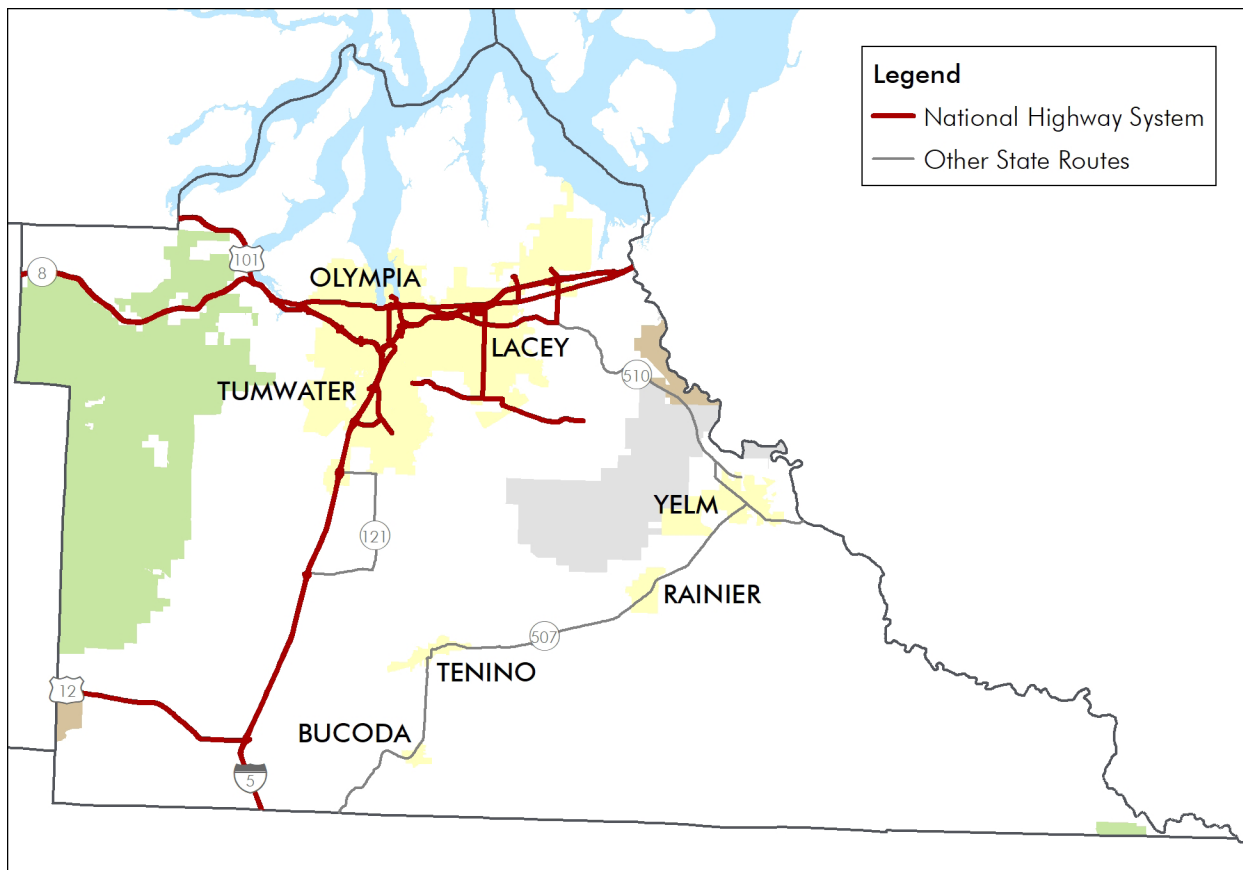 Legend
National Highway System
Other State Routes
101
8
OLYMPIA
LACEY
510
TUMWATER
YELM
121
RAINIER
507
TENINO
12
BUCODA
5